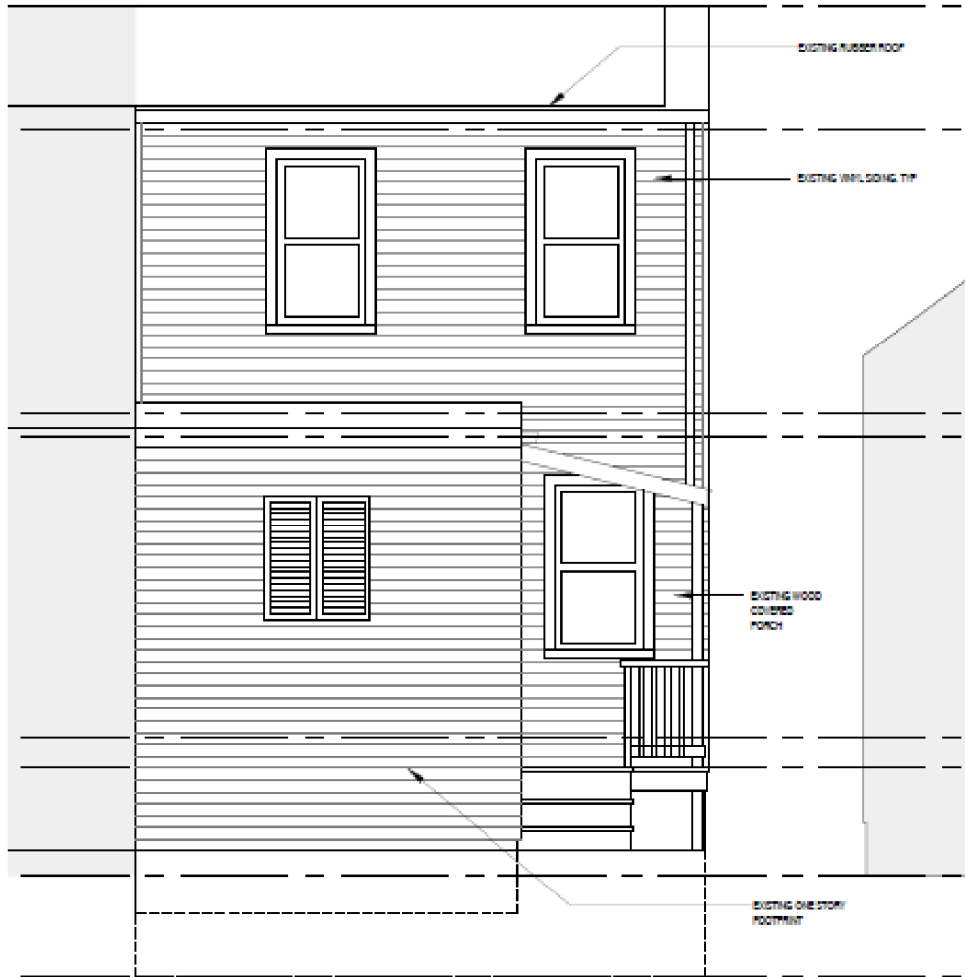 EXISTING RUBBER ROOF
EXISTING VINYL SIDING, TYP
EXISTING WOOD
COVERED
PORCH
EXISTING ONE STORY
FOOTPRINT